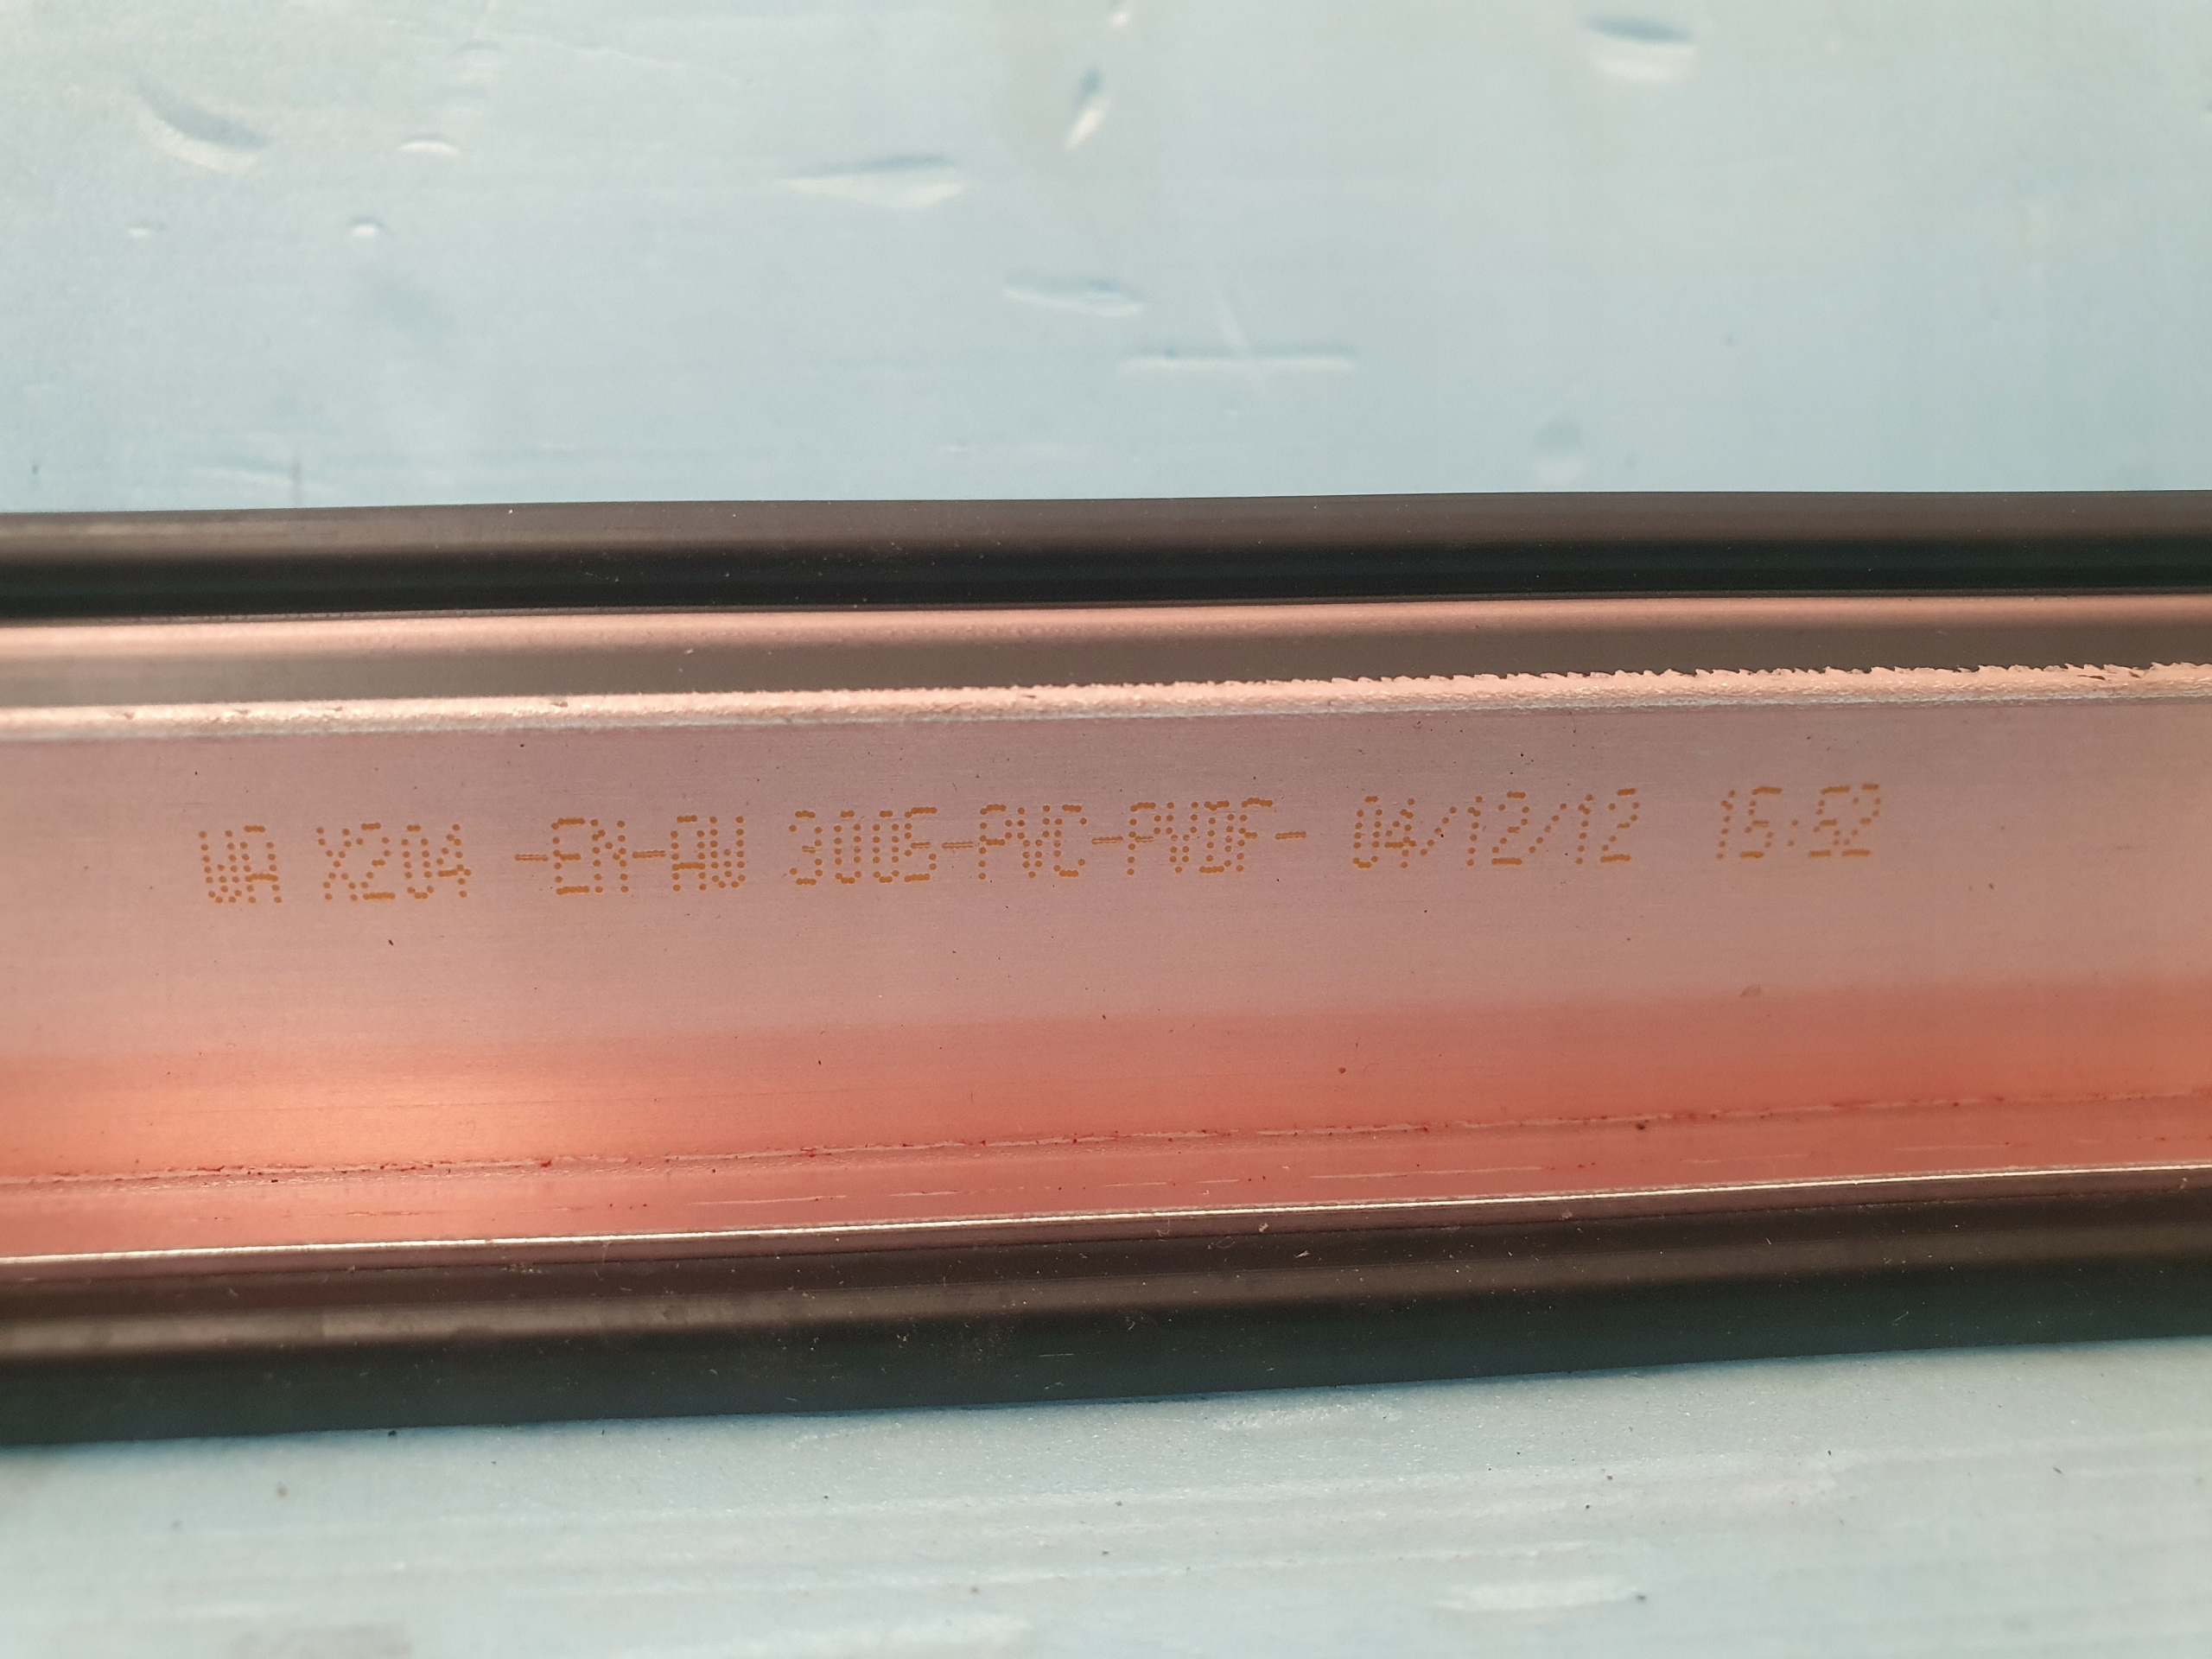 WA X204 -EN-AW 3005-PVC-PVDF- 04/12/12 15:52